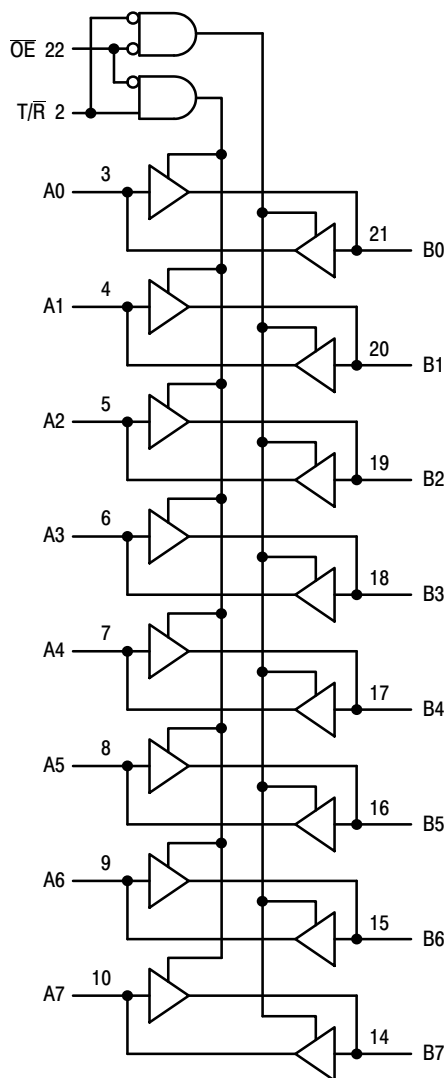 O̅E̅ 22
T/R̅ 2
A0 3
21 B0
A1 4
20 B1
A2 5
19 B2
A3 6
18 B3
A4 7
17 B4
A5 8
16 B5
A6 9
15 B6
A7 10
14 B7